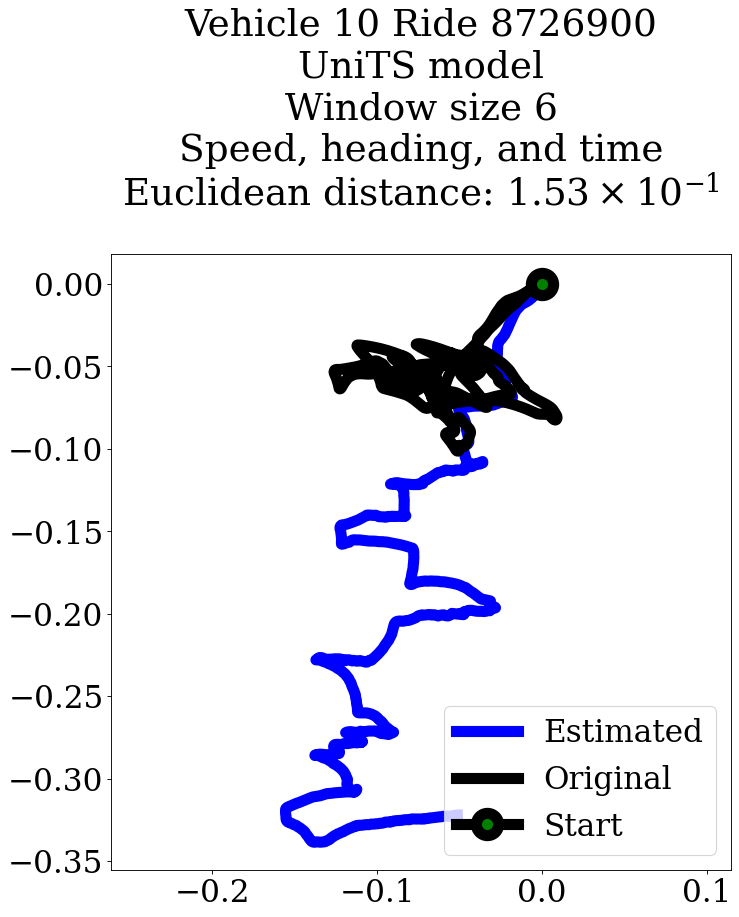 Vehicle 10 Ride 8726900
UniTS model
Window size 6
Speed, heading, and time
Euclidean distance: 1.53 × 10⁻¹
0.00
−0.05
−0.10
−0.15
−0.20
−0.25
−0.30
−0.35
Estimated
Original
Start
−0.2 −0.1 0.0 0.1